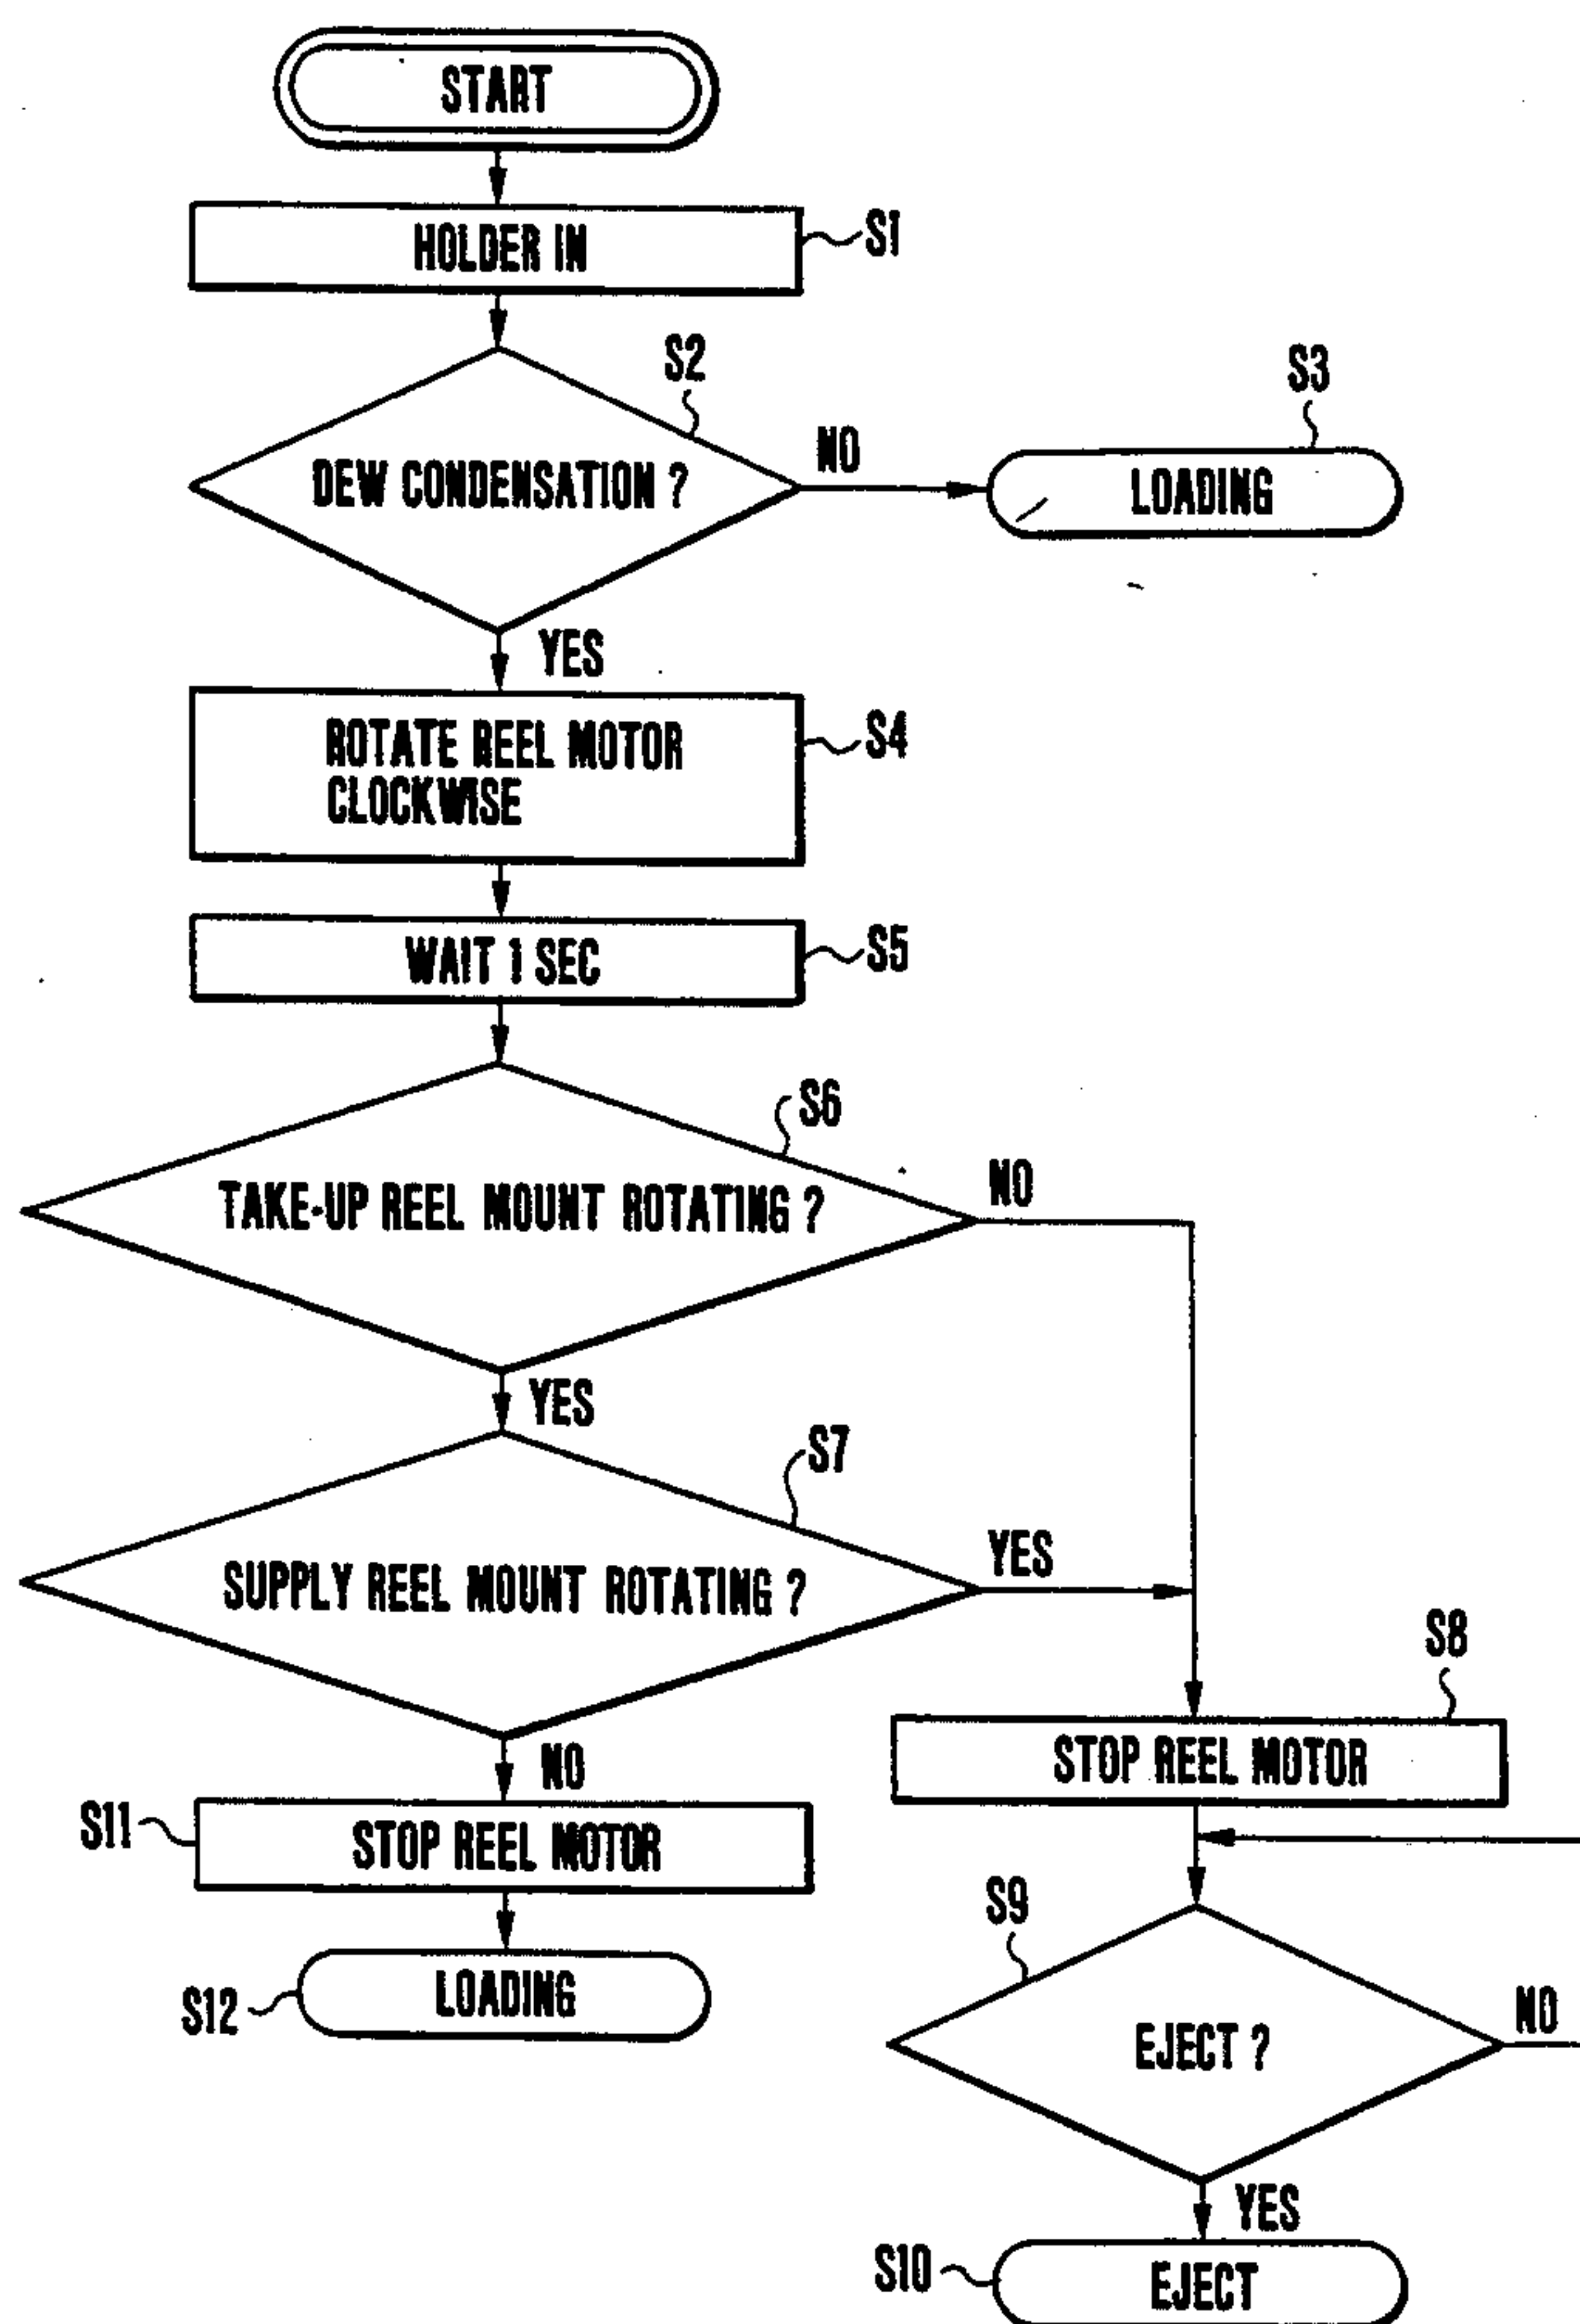 START
HOLDER IN
S1
S2
DEW CONDENSATION ?
NO
S3
LOADING
YES
ROTATE REEL MOTOR
CLOCKWISE
S4
WAIT 1 SEC
S5
S6
TAKE-UP REEL MOUNT ROTATING ?
NO
YES
S7
SUPPLY REEL MOUNT ROTATING ?
YES
NO
S8
STOP REEL MOTOR
S11
STOP REEL MOTOR
S9
S12
LOADING
EJECT ?
NO
YES
S10
EJECT